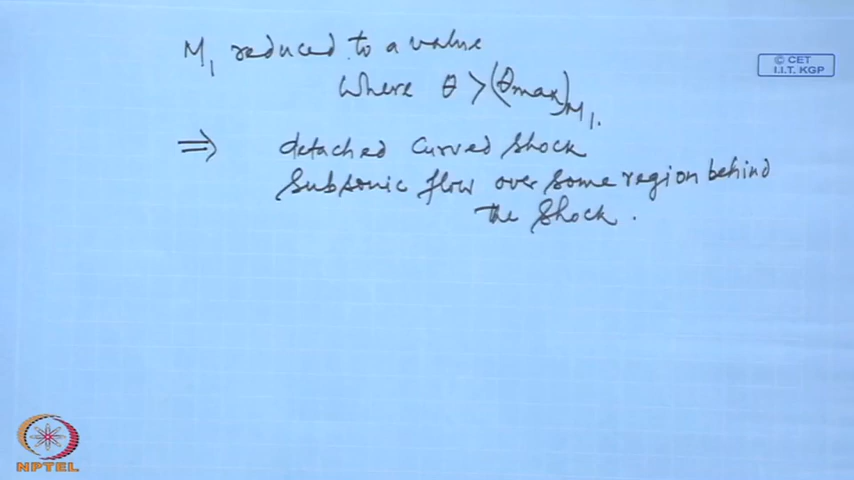 M₁ reduced to a value
where θ > (θmax)M₁.
⇒ detached curved shock
subsonic flow over some region behind
the shock.
© CET
I.I.T. KGP
NPTEL